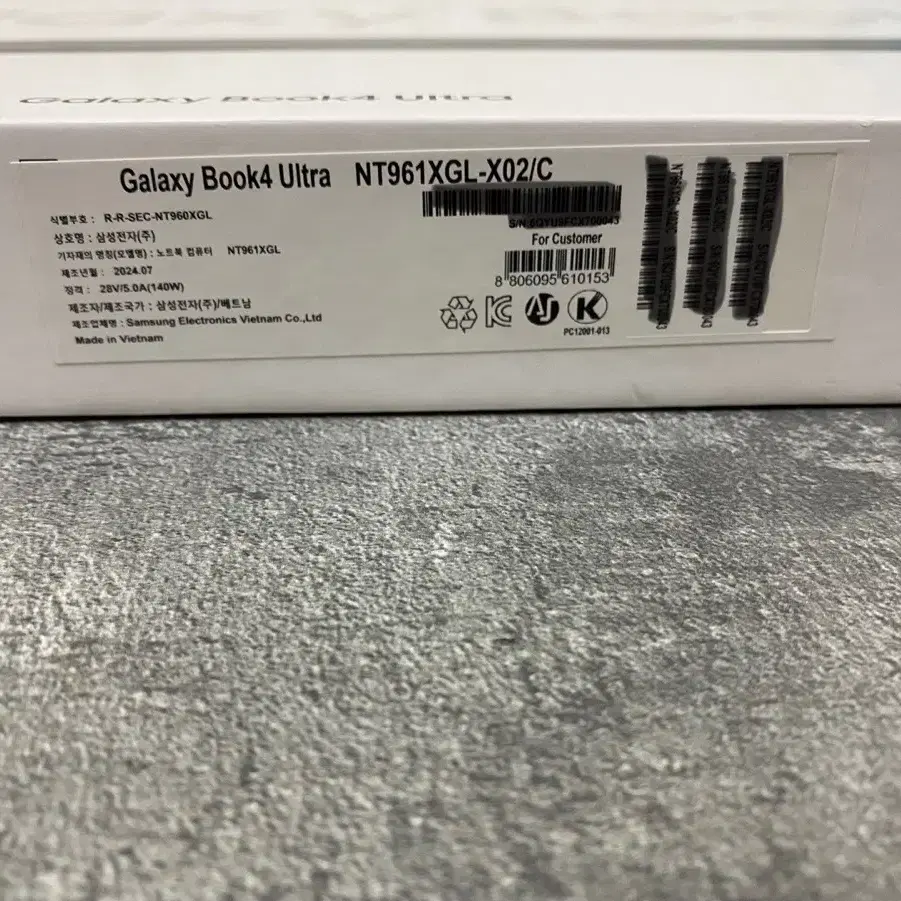 Galaxy Book4 Ultra
Galaxy Book4 Ultra NT961XGL-X02/C
식별부호 : R-R-SEC-NT960XGL
상호명 : 삼성전자(주)
기자재의 명칭(모델명) : 노트북 컴퓨터 NT961XGL
제조년월 : 2024.07
정격 : 28V/5.0A(140W)
제조자/제조국가 : 삼성전자(주)/베트남
제조업체명 : Samsung Electronics Vietnam Co.,Ltd
Made in Vietnam
For Customer
8 806095 610153
PC12001-013